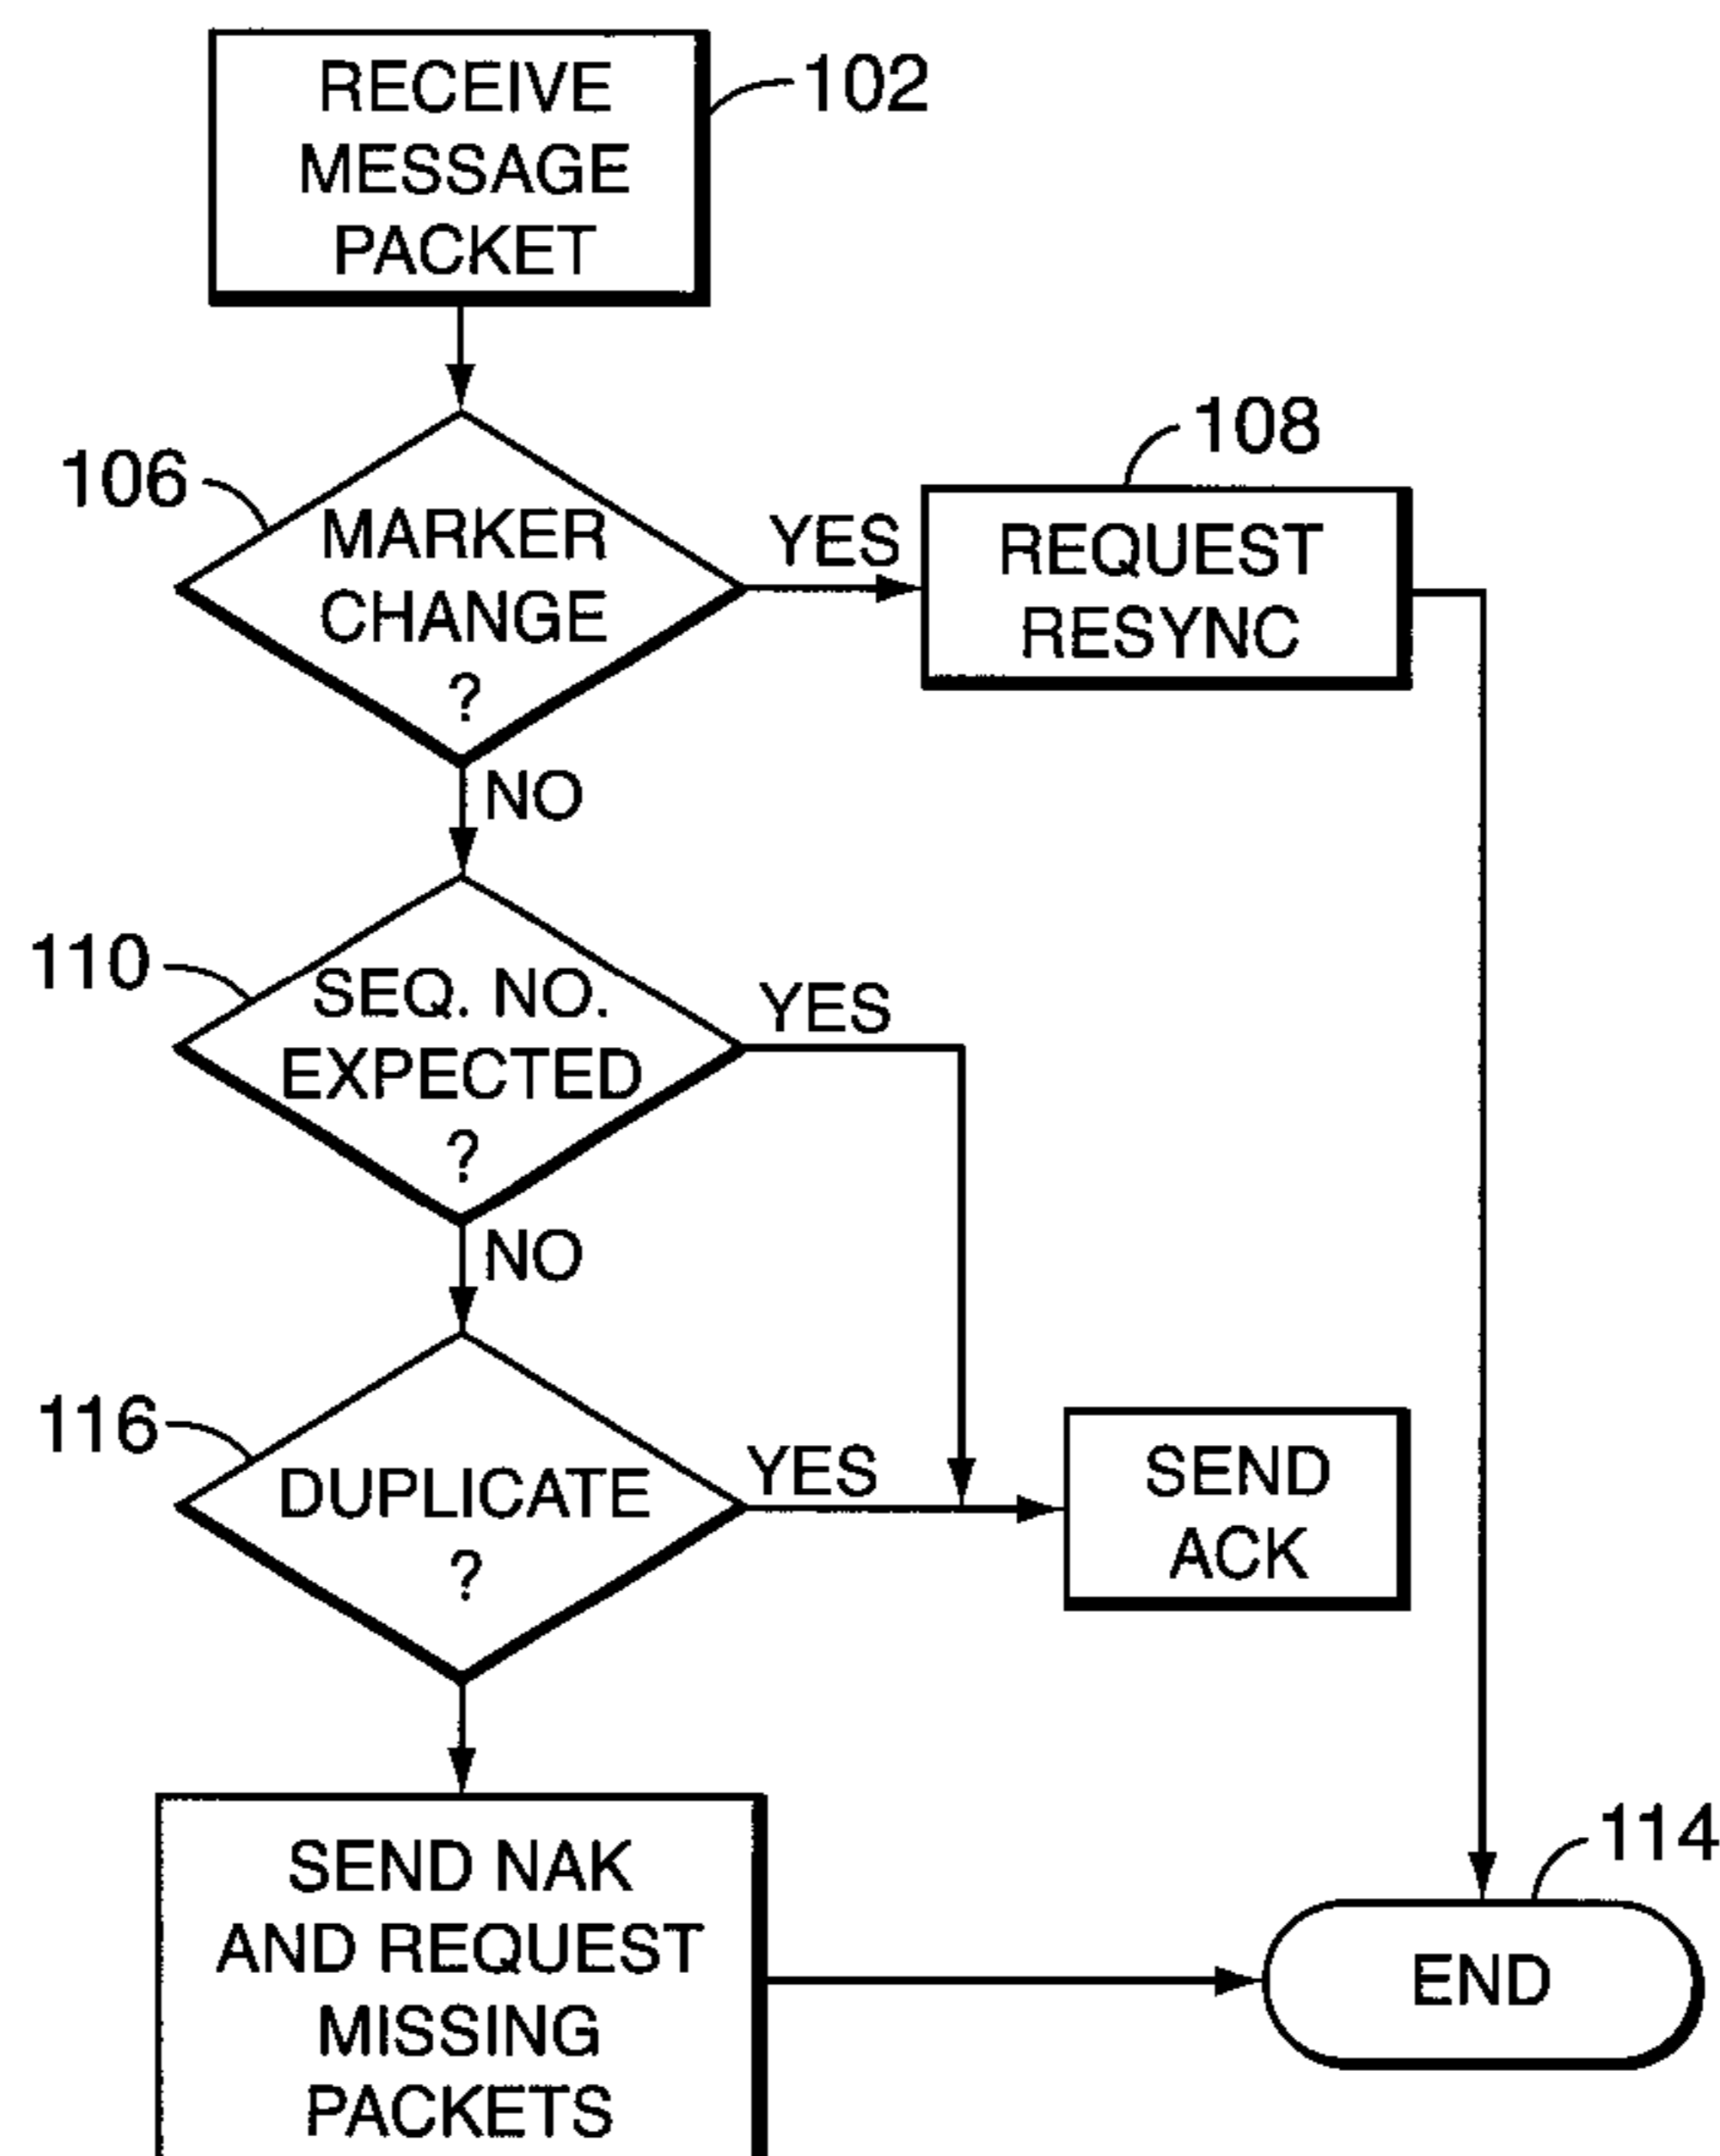 RECEIVE
MESSAGE
PACKET
102
106
MARKER
CHANGE
?
YES
108
REQUEST
RESYNC
NO
110
SEQ. NO.
EXPECTED
?
YES
NO
116
DUPLICATE
?
YES
SEND
ACK
SEND NAK
AND REQUEST
MISSING
PACKETS
114
END